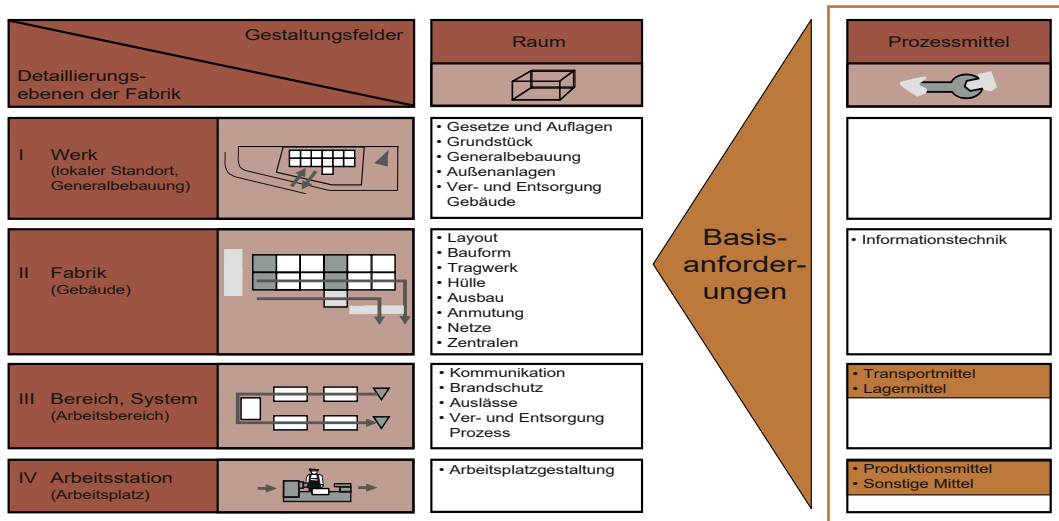 Gestaltungsfelder
Detaillierungs-
ebenen der Fabrik
Raum
Prozessmittel
I Werk
(lokaler Standort,
Generalbebauung)
• Gesetze und Auflagen
• Grundstück
• Generalbebauung
• Außenanlagen
• Ver- und Entsorgung
Gebäude
II Fabrik
(Gebäude)
• Layout
• Bauform
• Tragwerk
• Hülle
• Ausbau
• Anmutung
• Netze
• Zentralen
Basis-
anforder-
ungen
• Informationstechnik
III Bereich, System
(Arbeitsbereich)
• Kommunikation
• Brandschutz
• Auslässe
• Ver- und Entsorgung
Prozess
• Transportmittel
• Lagermittel
IV Arbeitsstation
(Arbeitsplatz)
• Arbeitsplatzgestaltung
• Produktionsmittel
• Sonstige Mittel